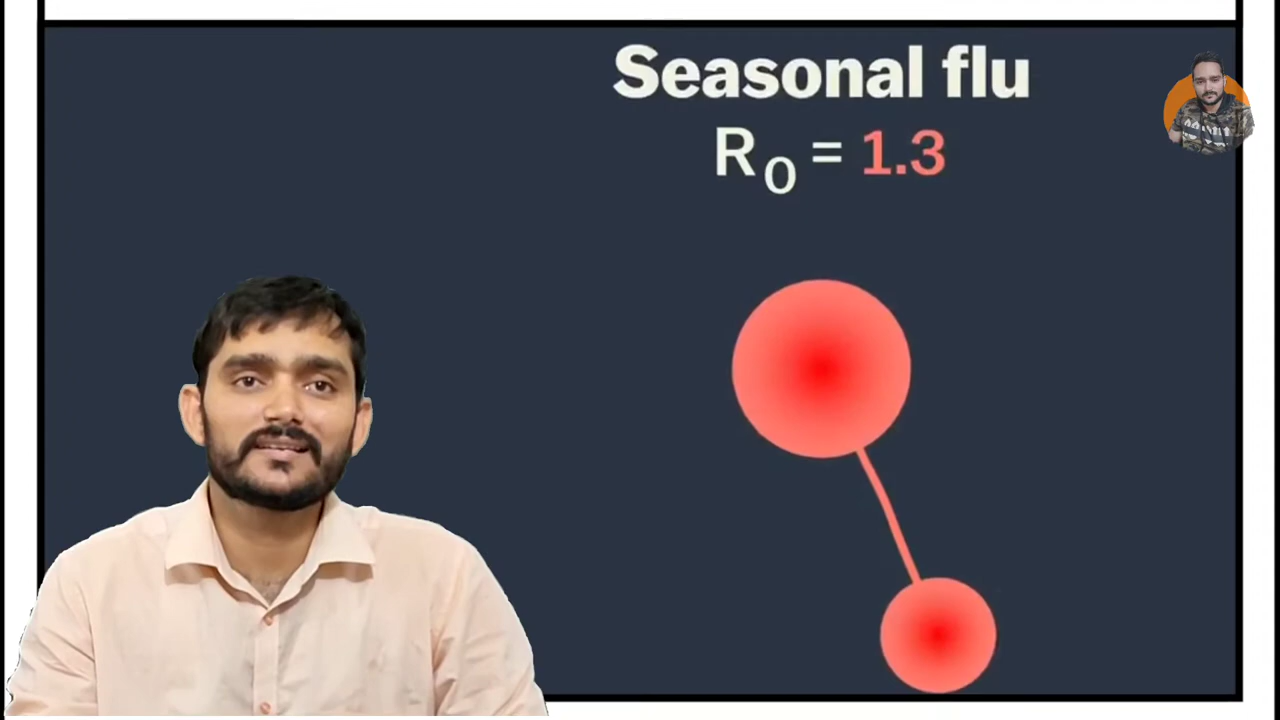 Seasonal flu
R₀ = 1.3